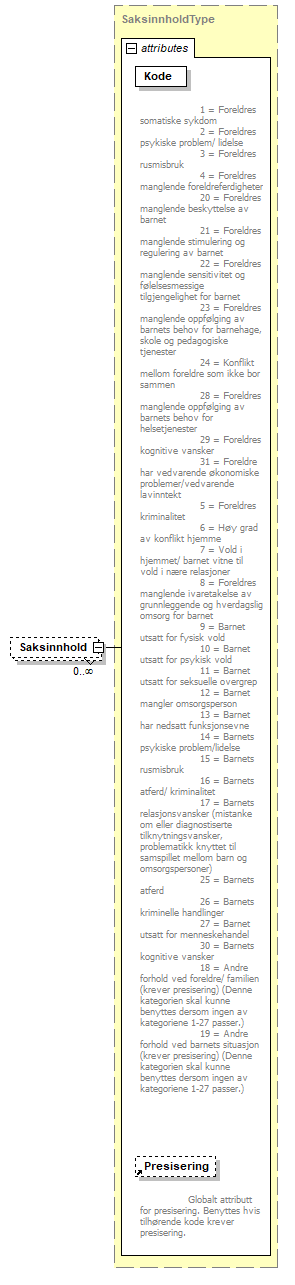 SaksinnholdType
attributes
Kode
1 = Foreldres
somatiske sykdom
2 = Foreldres
psykiske problem/ lidelse
3 = Foreldres
rusmisbruk
4 = Foreldres
manglende foreldreferdigheter
20 = Foreldres
manglende beskyttelse av
barnet
21 = Foreldres
manglende stimulering og
regulering av barnet
22 = Foreldres
manglende sensitivitet og
følelsesmessige
tilgjengelighet for barnet
23 = Foreldres
manglende oppfølging av
barnets behov for barnehage,
skole og pedagogiske
tjenester
24 = Konflikt
mellom foreldre som ikke bor
sammen
28 = Foreldres
manglende oppfølging av
barnets behov for
helsetjenester
29 = Foreldres
kognitive vansker
31 = Foreldre
har vedvarende økonomiske
problemer/vedvarende
lavinntekt
5 = Foreldres
kriminalitet
6 = Høy grad
av konflikt hjemme
7 = Vold i
hjemmet/ barnet vitne til
vold i nære relasjoner
8 = Foreldres
manglende ivaretakelse av
grunnleggende og hverdagslig
omsorg for barnet
9 = Barnet
utsatt for fysisk vold
10 = Barnet
utsatt for psykisk vold
11 = Barnet
utsatt for seksuelle overgrep
12 = Barnet
mangler omsorgsperson
13 = Barnet
har nedsatt funksjonsevne
14 = Barnets
psykiske problem/lidelse
15 = Barnets
rusmisbruk
16 = Barnets
atferd/ kriminalitet
17 = Barnets
relasjonsvansker (mistanke
om eller diagnostiserte
tilknytningsvansker,
problematikk knyttet til
samspillet mellom barn og
omsorgspersoner)
25 = Barnets
atferd
26 = Barnets
kriminelle handlinger
27 = Barnet
utsatt for menneskehandel
30 = Barnets
kognitive vansker
18 = Andre
forhold ved foreldre/ familien
(krever presisering) (Denne
kategorien skal kunne
benyttes dersom ingen av
kategoriene 1-27 passer.)
19 = Andre
forhold ved barnets situasjon
(krever presisering) (Denne
kategorien skal kunne
benyttes dersom ingen av
kategoriene 1-27 passer.)
Saksinnhold
0..∞
Presisering
Globalt attributt
for presisering. Benyttes hvis
tilhørende kode krever
presisering.